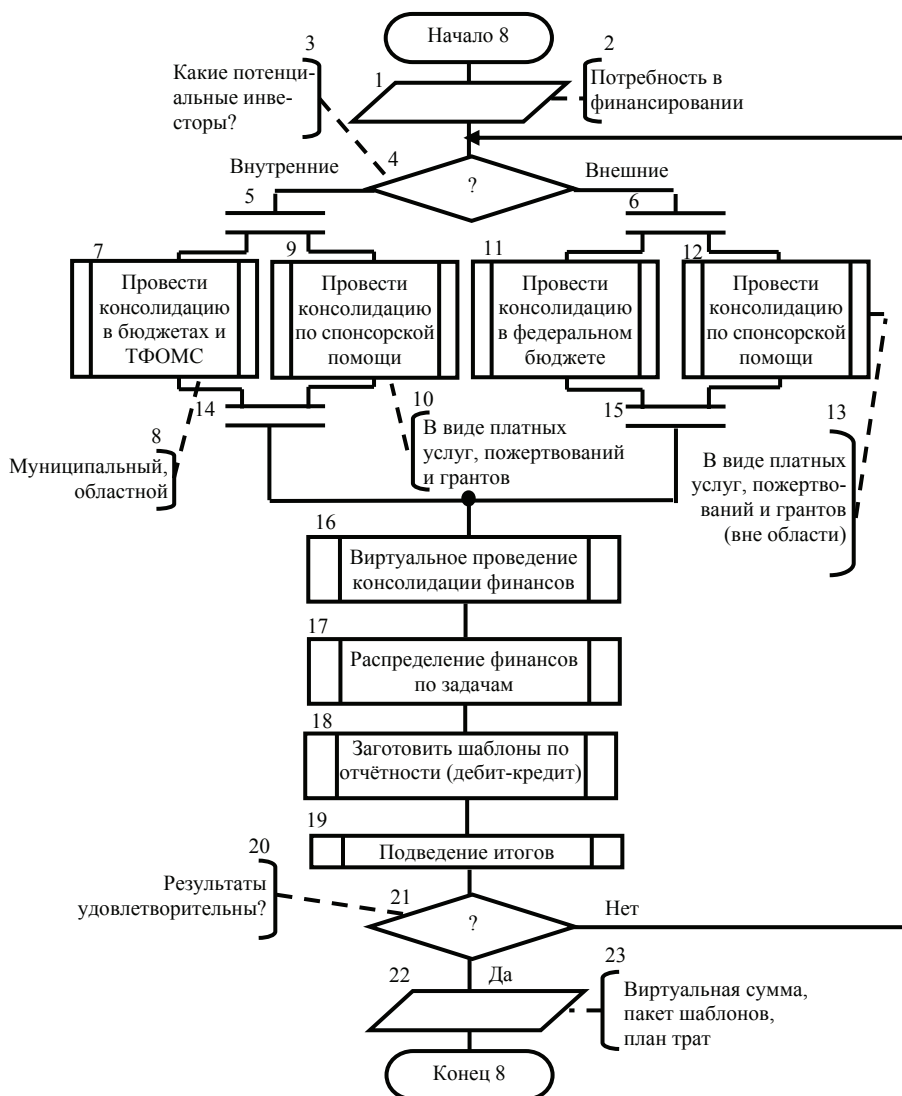 Начало 8
3
2
Какие потенци-
альные инве-
сторы?
1
Потребность в
финансировании
4
Внутренние
?
Внешние
5
6
7
9
11
12
Провести
консолидацию
в бюджетах и
ТФОМС
Провести
консолидацию
по спонсорской
помощи
Провести
консолидацию
в федеральном
бюджете
Провести
консолидацию
по спонсорской
помощи
14
10
15
13
8
Муниципальный,
областной
В виде платных
услуг, пожертвований
и грантов
В виде платных
услуг, пожертво-
ваний и грантов
(вне области)
16
Виртуальное проведение
консолидации финансов
17
Распределение финансов
по задачам
18
Заготовить шаблоны по
отчётности (дебит-кредит)
19
Подведение итогов
20
Результаты
удовлетворительны?
21
?
Нет
22
Да
23
Виртуальная сумма,
пакет шаблонов,
план трат
Конец 8